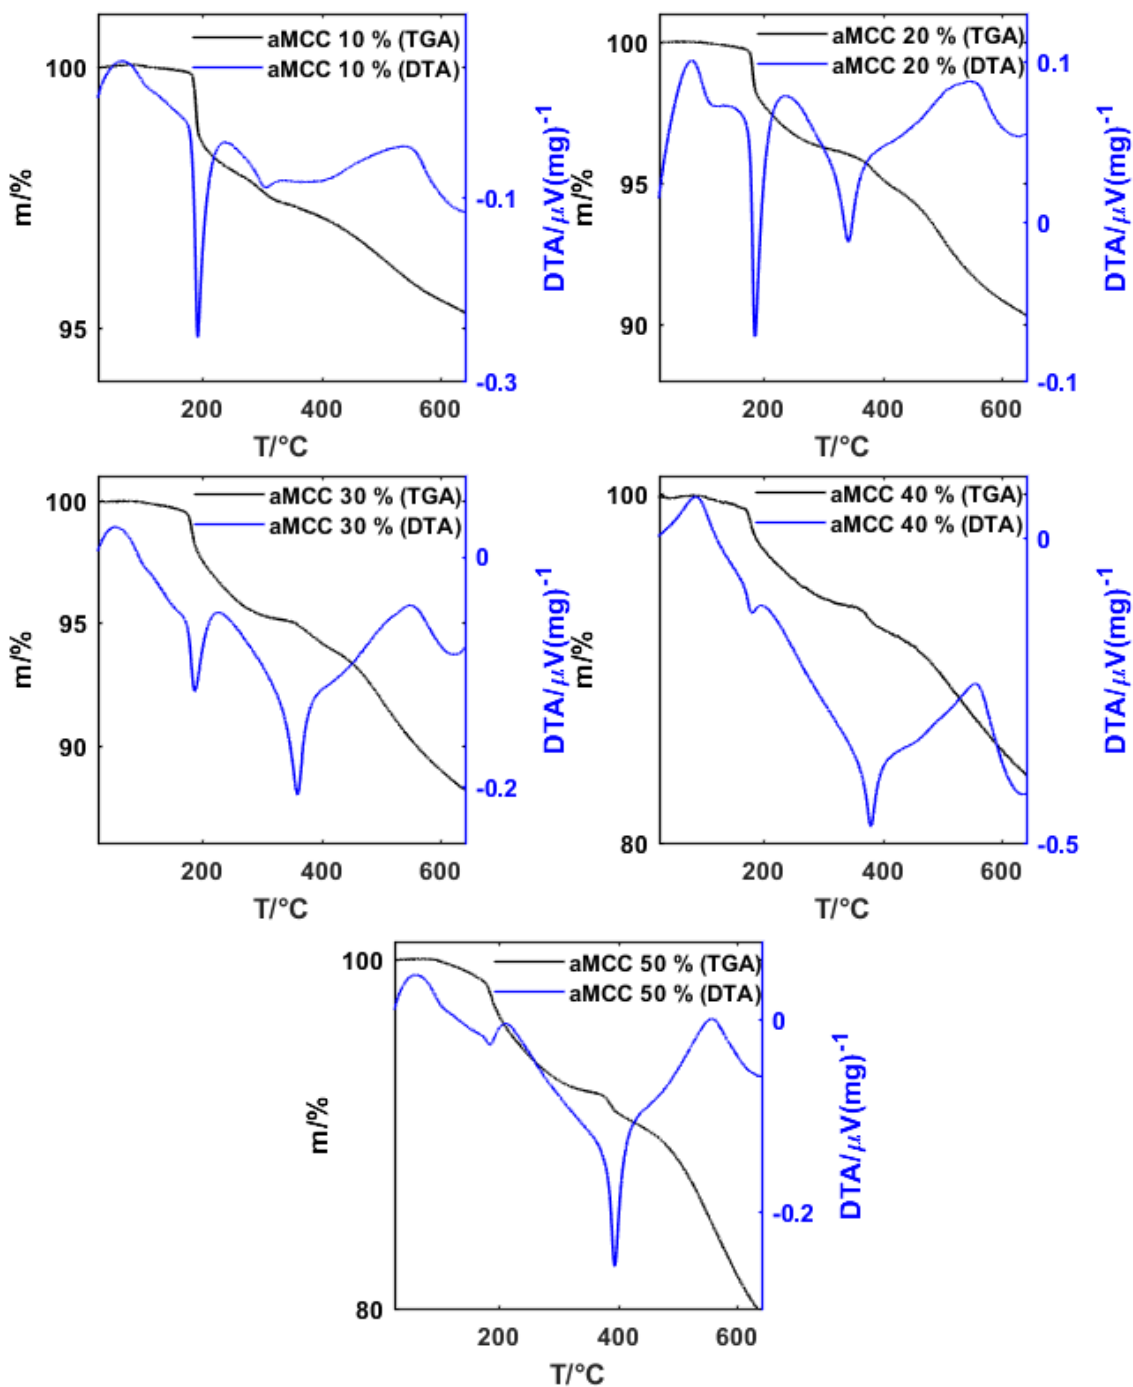 aMCC 10 % (TGA)
aMCC 10 % (DTA)
100
95
m/%
-0.1
-0.3
DTA/μV(mg)⁻¹
200 400 600
T/°C
aMCC 20 % (TGA)
aMCC 20 % (DTA)
100
95
90
m/%
0.1
0
-0.1
DTA/μV(mg)⁻¹
200 400 600
T/°C
aMCC 30 % (TGA)
aMCC 30 % (DTA)
100
95
90
m/%
0
-0.2
DTA/μV(mg)⁻¹
200 400 600
T/°C
aMCC 40 % (TGA)
aMCC 40 % (DTA)
100
80
m/%
0
-0.5
DTA/μV(mg)⁻¹
200 400 600
T/°C
aMCC 50 % (TGA)
aMCC 50 % (DTA)
100
80
m/%
0
-0.2
DTA/μV(mg)⁻¹
200 400 600
T/°C